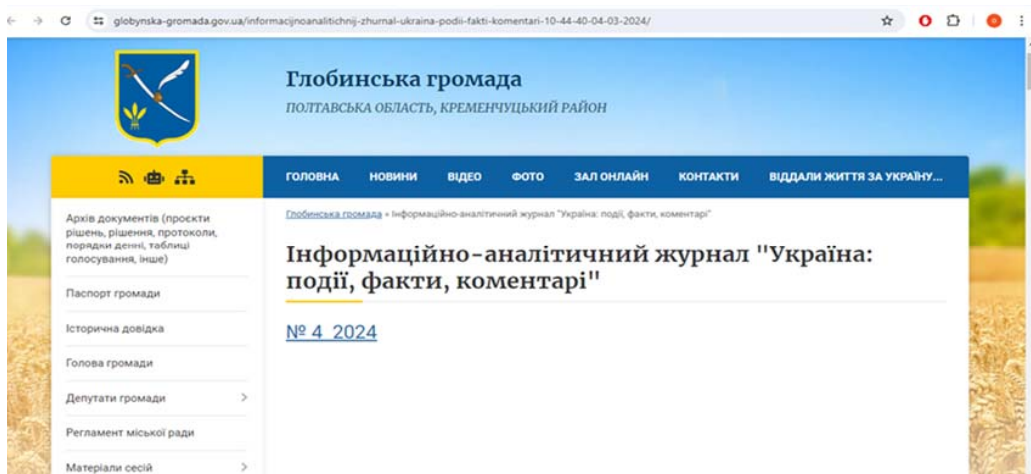 globynska-gromada.gov.ua/informacijnoanalitichnij-zhurnal-ukraina-podii-fakti-komentari-10-44-40-04-03-2024/
Глобинська громада
ПОЛТАВСЬКА ОБЛАСТЬ, КРЕМЕНЧУЦЬКИЙ РАЙОН
ГОЛОВНА НОВИНИ ВІДЕО ФОТО ЗАЛ ОНЛАЙН КОНТАКТИ ВІДДАЛИ ЖИТТЯ ЗА УКРАЇНУ...
Архів документів (проєкти
рішень, рішення, протоколи,
порядки денні, таблиці
голосування, інше)
Паспорт громади
Історична довідка
Голова громади
Депутати громади
Регламент міської ради
Матеріали сесій
Глобинська громада » Інформаційно-аналітичний журнал "Україна: події, факти, коментарі"
Інформаційно-аналітичний журнал "Україна:
події, факти, коментарі"
№ 4 2024